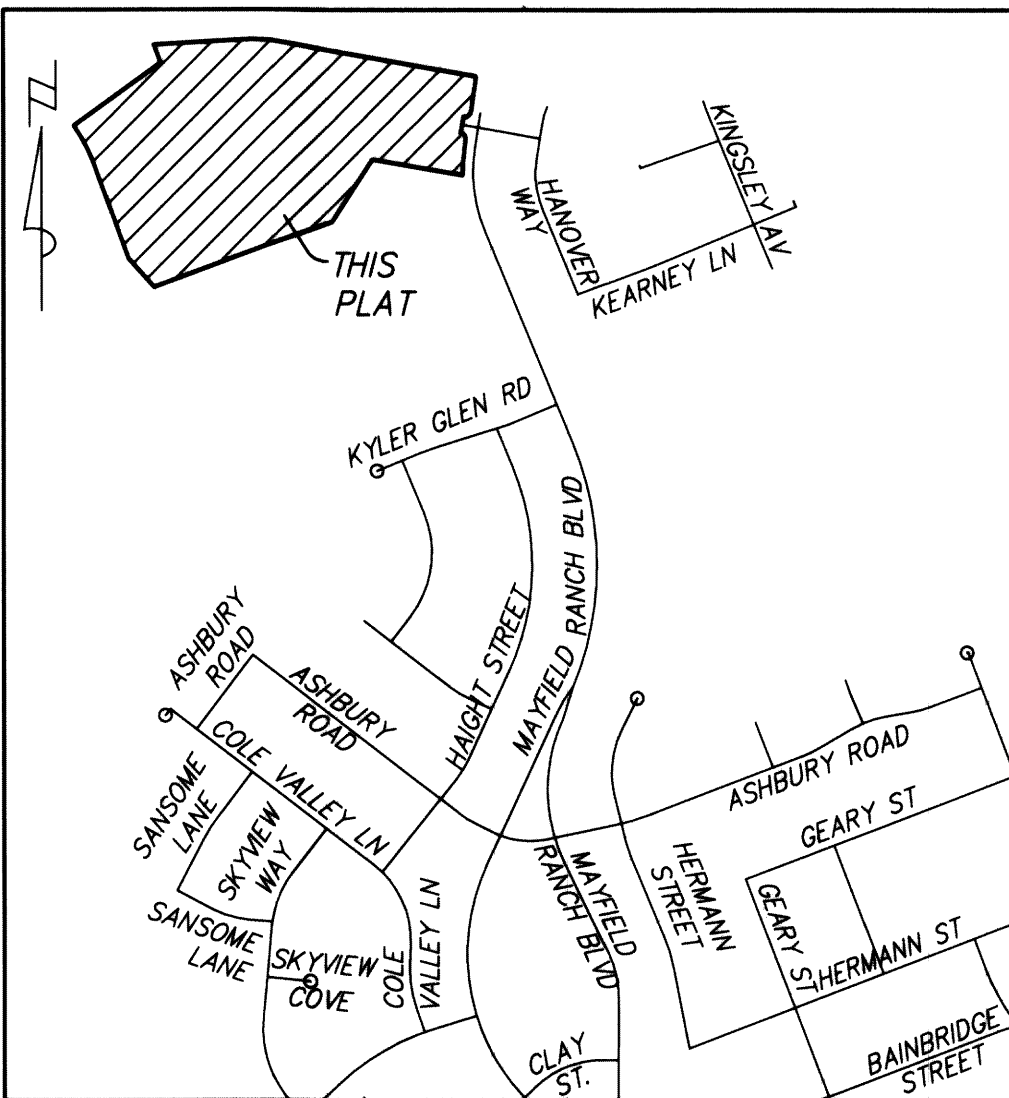 N
THIS
PLAT
HANOVER
WAY
KINGSLEY AV
KEARNEY LN
KYLER GLEN RD
MAYFIELD RANCH BLVD
HAIGHT STREET
ASHBURY
ROAD
ASHBURY
ROAD
COLE VALLEY LN
SANSOME
LANE
SKYVIEW
WAY
SANSOME
LANE
SKYVIEW
COVE
COLE
VALLEY LN
MAYFIELD
RANCH BLVD
HERMANN
STREET
ASHBURY ROAD
GEARY ST
GEARY ST
HERMANN ST
BAINBRIDGE
STREET
CLAY
ST.